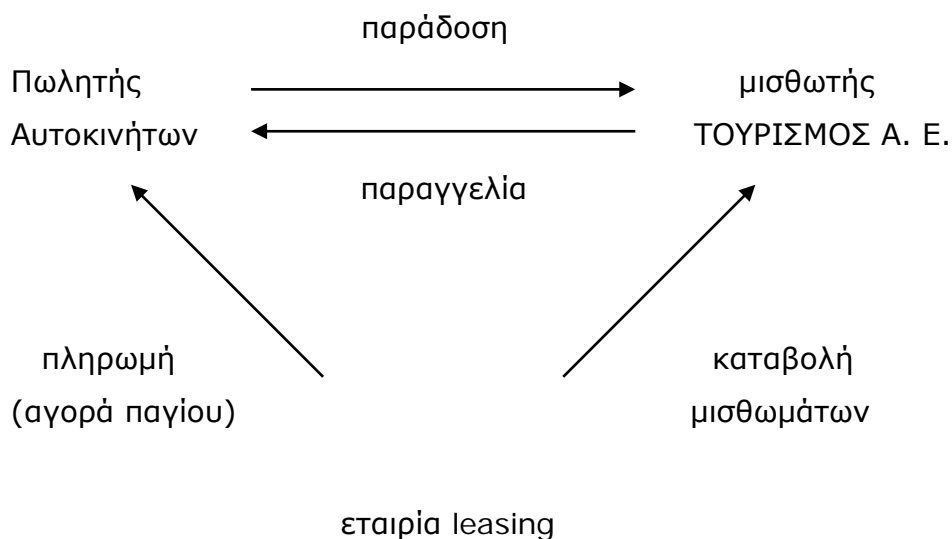 παράδοση
Πωλητής μισθωτής
Αυτοκινήτων ΤΟΥΡΙΣΜΟΣ Α. Ε.
παραγγελία
πληρωμή καταβολή
(αγορά παγίου) μισθωμάτων
εταιρία leasing